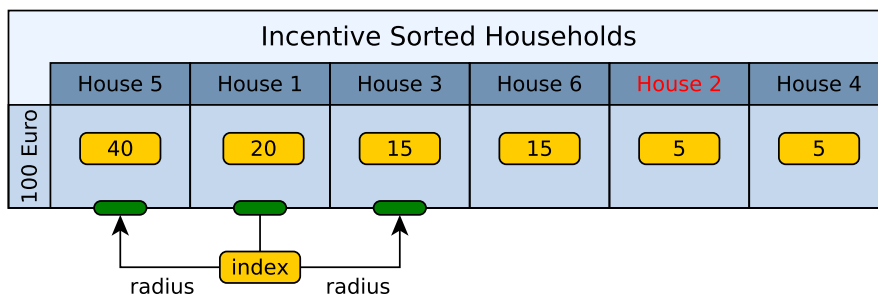 Incentive Sorted Households
House 5 House 1 House 3 House 6 House 2 House 4
100 Euro
40 20 15 15 5 5
index
radius radius